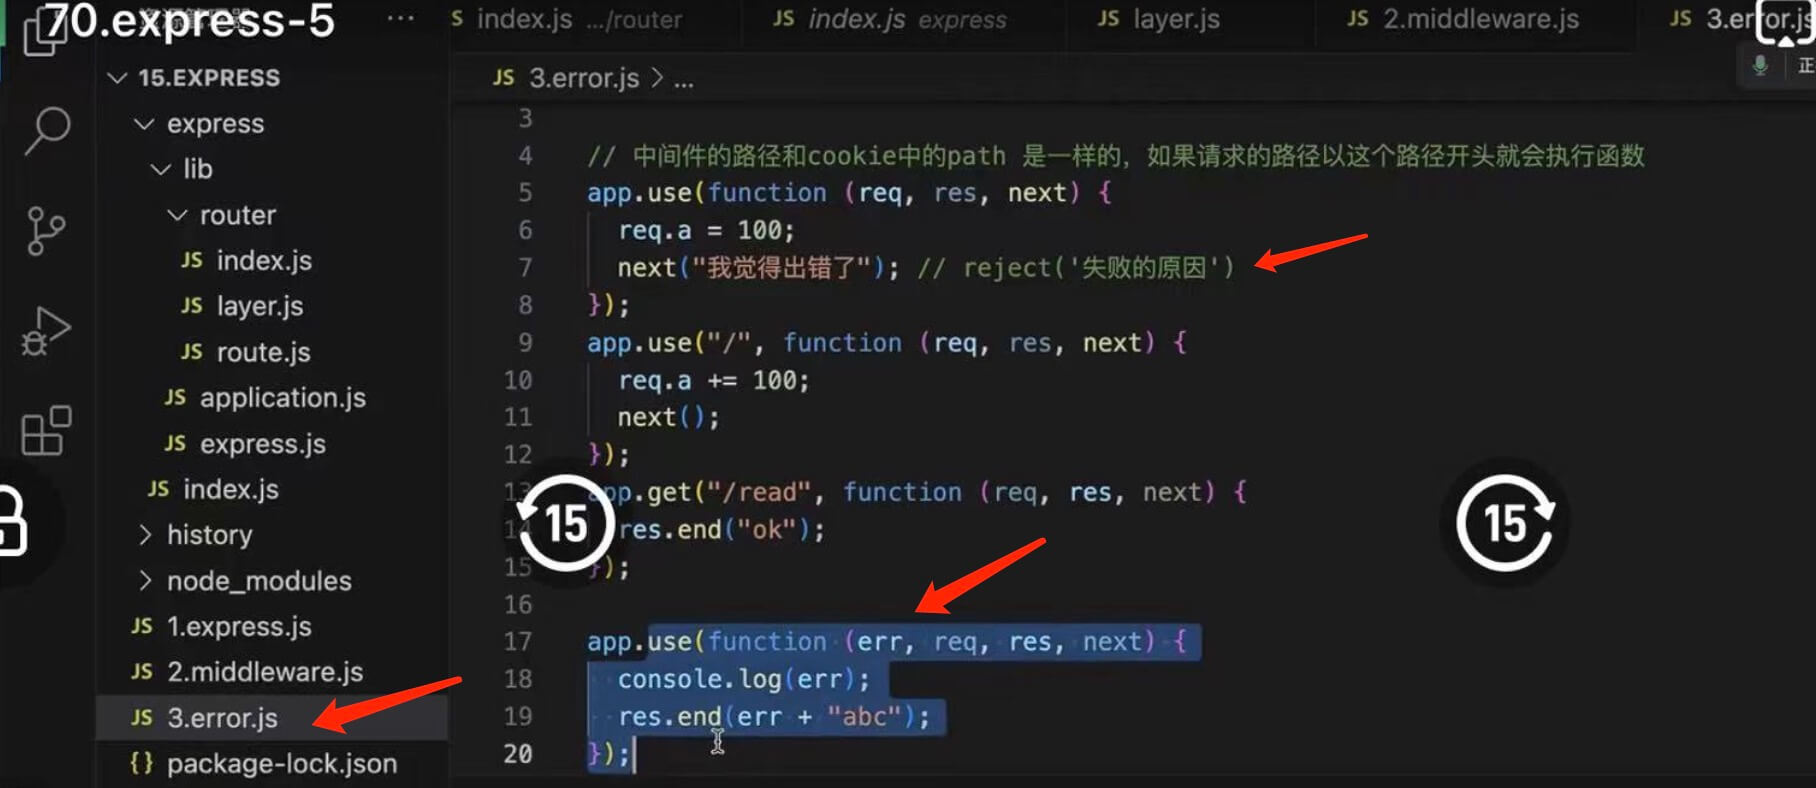 70.express-5
...
index.js .../router
JS index.js express
JS layer.js
JS 2.middleware.js
JS 3.error.js
正
15.EXPRESS
express
lib
router
JS index.js
JS layer.js
JS route.js
JS application.js
JS express.js
JS index.js
history
node_modules
JS 1.express.js
JS 2.middleware.js
JS 3.error.js
{} package-lock.json
JS 3.error.js > ...
3
4 // 中间件的路径和cookie中的path 是一样的，如果请求的路径以这个路径开头就会执行函数
5 app.use(function (req, res, next) {
6 req.a = 100;
7 next("我觉得出错了"); // reject('失败的原因')
8 });
9 app.use("/", function (req, res, next) {
10 req.a += 100;
11 next();
12 });
13 app.get("/read", function (req, res, next) {
14 res.end("ok");
15 });
16
17 app.use(function (err, req, res, next) {
18 console.log(err);
19 res.end(err + "abc");
20 });
15
15